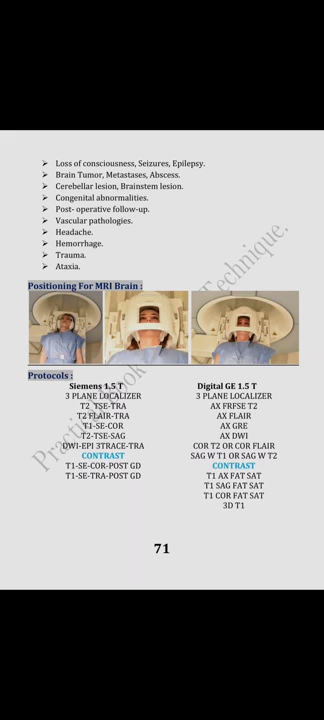 ➢ Loss of consciousness, Seizures, Epilepsy.
➢ Brain Tumor, Metastases, Abscess.
➢ Cerebellar lesion, Brainstem lesion.
➢ Congenital abnormalities.
➢ Post- operative follow-up.
➢ Vascular pathologies.
➢ Headache.
➢ Hemorrhage.
➢ Trauma.
➢ Ataxia.
Positioning For MRI Brain :
Protocols :
Siemens 1.5 T
3 PLANE LOCALIZER
T2_TSE-TRA
T2 FLAIR-TRA
T1-SE-COR
T2-TSE-SAG
DWI-EPI 3TRACE-TRA
CONTRAST
T1-SE-COR-POST GD
T1-SE-TRA-POST GD
Digital GE 1.5 T
3 PLANE LOCALIZER
AX FRFSE T2
AX FLAIR
AX GRE
AX DWI
COR T2 OR COR FLAIR
SAG W T1 OR SAG W T2
CONTRAST
T1 AX FAT SAT
T1 SAG FAT SAT
T1 COR FAT SAT
3D T1
71